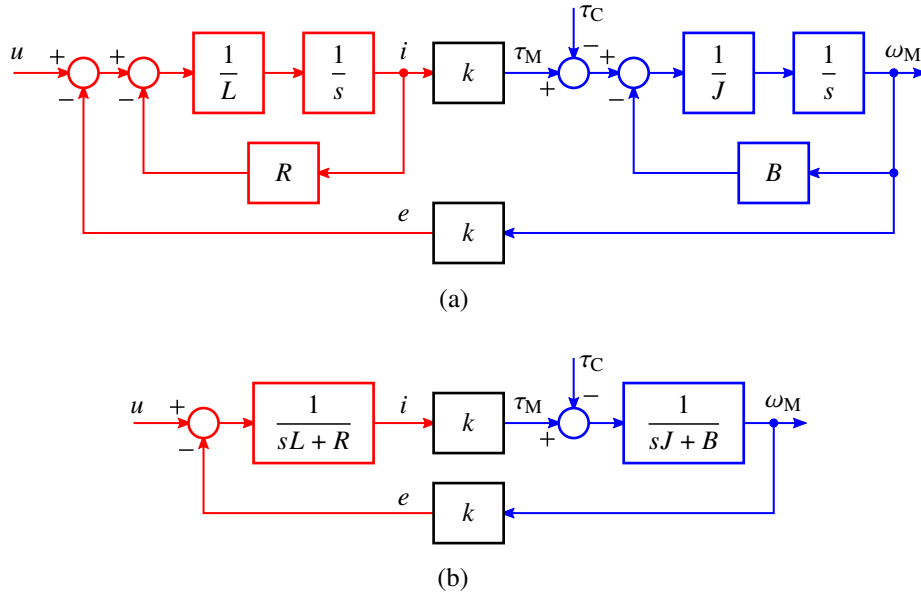 τC
u + + 1/L 1/s i k τM − + 1/J 1/s ωM
− − + −
R B
e k
(a)
τC
u + 1/(sL + R) i k τM − 1/(sJ + B) ωM
− +
e k
(b)